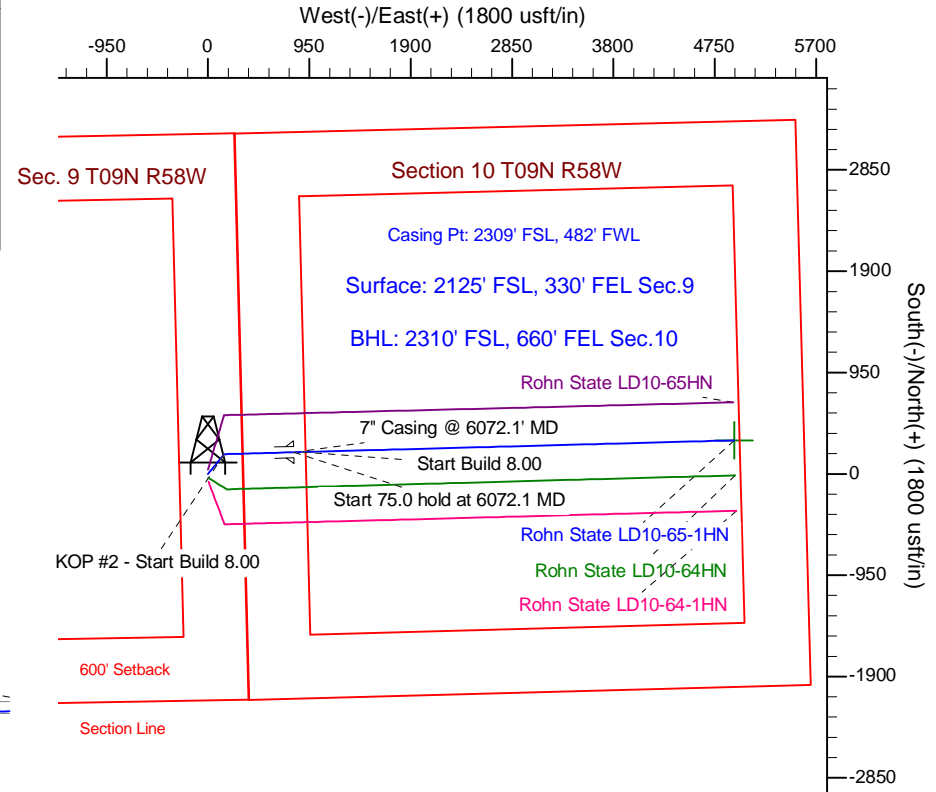 West(-)/East(+) (1800 usft/in)
-950 0 950 1900 2850 3800 4750 5700
Sec. 9 T09N R58W
Section 10 T09N R58W
2850
Casing Pt: 2309' FSL, 482' FWL
1900
Surface: 2125' FSL, 330' FEL Sec.9
BHL: 2310' FSL, 660' FEL Sec.10
950
Rohn State LD10-65HN
7" Casing @ 6072.1' MD
Start Build 8.00
0
Start 75.0 hold at 6072.1 MD
South(-)/North(+) (1800 usft/in)
Rohn State LD10-65-1HN
KOP #2 - Start Build 8.00
Rohn State LD10-64HN
-950
Rohn State LD10-64-1HN
600' Setback
-1900
Section Line
-2850